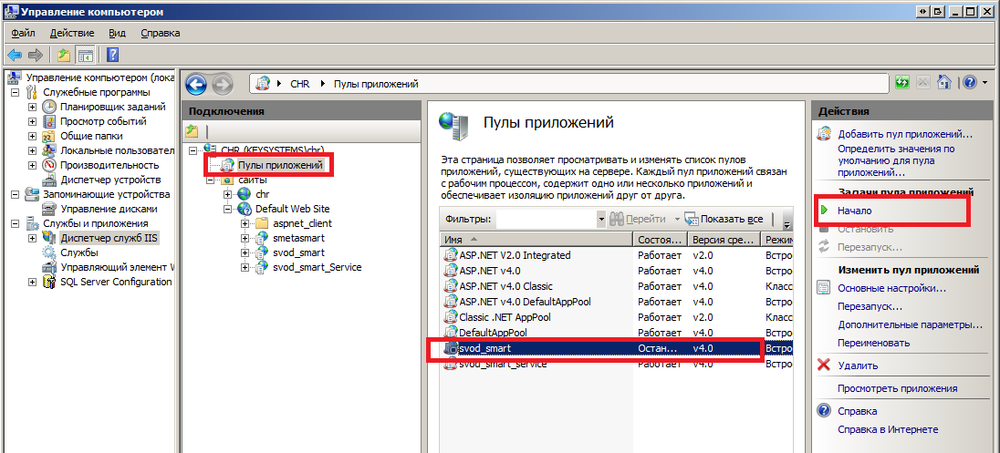 Управление компьютером
Файл Действие Вид Справка
Управление компьютером (лока
Служебные программы
Планировщик заданий
Просмотр событий
Общие папки
Локальные пользовател
Производительность
Диспетчер устройств
Запоминающие устройства
Управление дисками
Службы и приложения
Диспетчер служб IIS
Службы
Управляющий элемент W
SQL Server Configuration
CHR Пулы приложений
Подключения
CHR (KEYSYSTEMS\chr)
Пулы приложений
сайты
chr
Default Web Site
aspnet_client
smetasmart
svod_smart
svod_smart_Service
Пулы приложений
Эта страница позволяет просматривать и изменять список пулов
приложений, существующих на сервере. Каждый пул приложений связан
с рабочим процессом, содержит одно или несколько приложений и
обеспечивает изоляцию приложений друг от друга.
Фильтры: Перейти Показать все
Имя Состоя... Версия сре... Режим
ASP.NET V2.0 Integrated Работает v2.0 Встро
ASP.NET v4.0 Работает v4.0 Встро
ASP.NET v4.0 Classic Работает v4.0 Класс
ASP.NET v4.0 DefaultAppPool Работает v4.0 Встро
Classic .NET AppPool Работает v2.0 Класс
DefaultAppPool Работает v4.0 Встро
svod_smart Остан... v4.0 Встро
svod_smart_service Работает v4.0 Встро
Действия
Добавить пул приложений...
Определить значения по
умолчанию для пула
приложений...
Задачи пула приложений
Начало
Остановить
Перезапуск...
Изменить пул приложений
Основные настройки...
Перезапуск...
Дополнительные параметры...
Переименовать
Удалить
Просмотреть приложения
Справка
Справка в Интернете